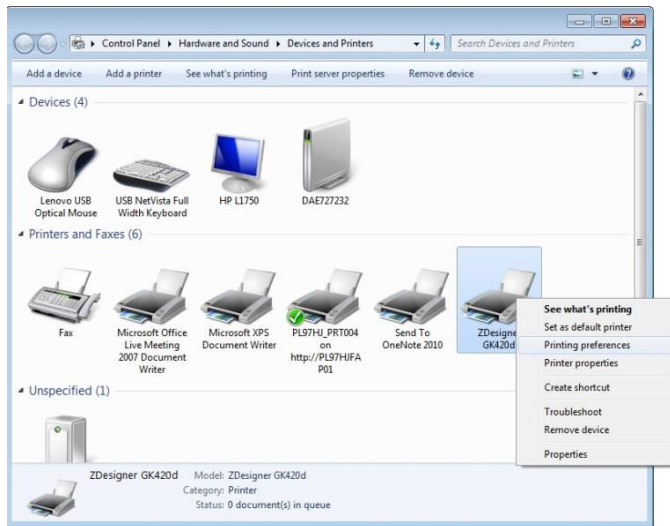 Control Panel ▸ Hardware and Sound ▸ Devices and Printers
Search Devices and Printers
Add a device Add a printer See what's printing Print server properties Remove device
Devices (4)
Lenovo USB Optical Mouse
USB NetVista Full Width Keyboard
HP L1750
DAE727232
Printers and Faxes (6)
Fax
Microsoft Office
Live Meeting
2007 Document
Writer
Microsoft XPS
Document Writer
PL97HJ_PRT004
on
http://PL97HJFA
P01
Send To
OneNote 2010
ZDesigne
GK420d
See what's printing
Set as default printer
Printing preferences
Printer properties
Create shortcut
Troubleshoot
Remove device
Properties
Unspecified (1)
ZDesigner GK420d Model: ZDesigner GK420d
Category: Printer
Status: 0 document(s) in queue